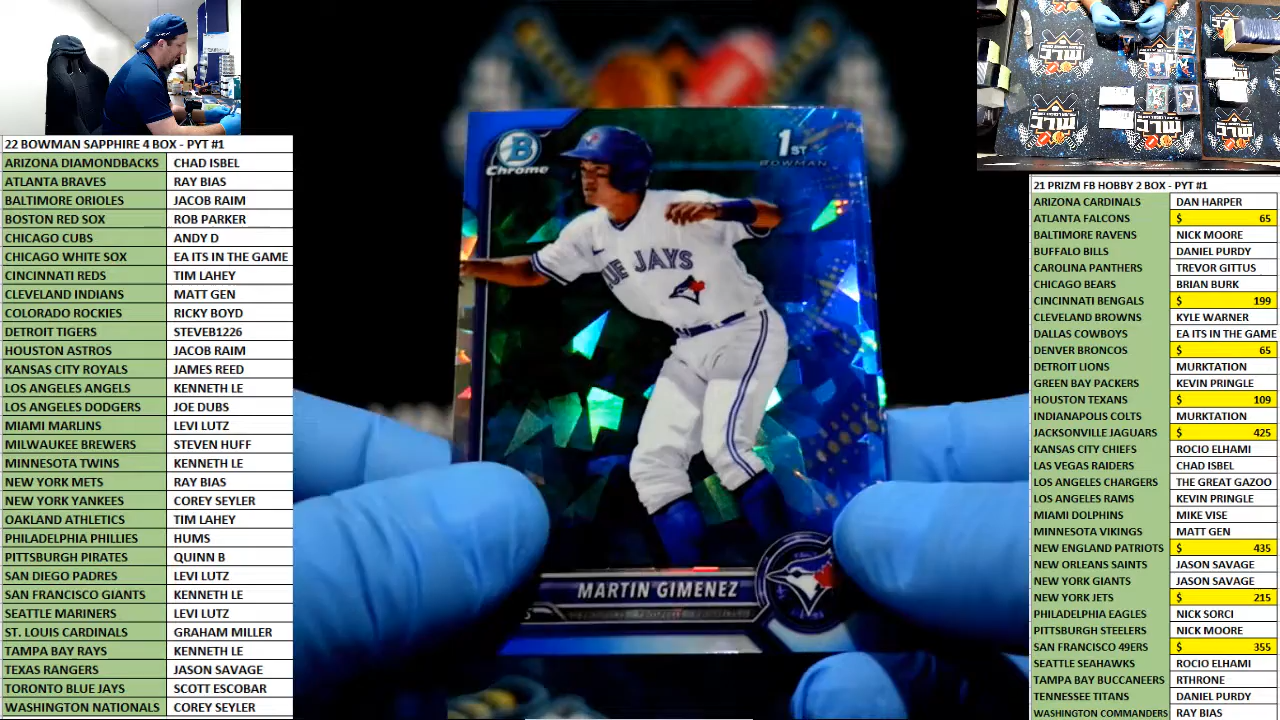 22 BOWMAN SAPPHIRE 4 BOX - PYT #1
ARIZONA DIAMONDBACKS CHAD ISBEL
ATLANTA BRAVES RAY BIAS
BALTIMORE ORIOLES JACOB RAIM
BOSTON RED SOX ROB PARKER
CHICAGO CUBS ANDY D
CHICAGO WHITE SOX EA ITS IN THE GAME
CINCINNATI REDS TIM LAHEY
CLEVELAND INDIANS MATT GEN
COLORADO ROCKIES RICKY BOYD
DETROIT TIGERS STEVEB1226
HOUSTON ASTROS JACOB RAIM
KANSAS CITY ROYALS JAMES REED
LOS ANGELES ANGELS KENNETH LE
LOS ANGELES DODGERS JOE DUBS
MIAMI MARLINS LEVI LUTZ
MILWAUKEE BREWERS STEVEN HUFF
MINNESOTA TWINS KENNETH LE
NEW YORK METS RAY BIAS
NEW YORK YANKEES COREY SEYLER
OAKLAND ATHLETICS TIM LAHEY
PHILADELPHIA PHILLIES HUMS
PITTSBURGH PIRATES QUINN B
SAN DIEGO PADRES LEVI LUTZ
SAN FRANCISCO GIANTS KENNETH LE
SEATTLE MARINERS LEVI LUTZ
ST. LOUIS CARDINALS GRAHAM MILLER
TAMPA BAY RAYS KENNETH LE
TEXAS RANGERS JASON SAVAGE
TORONTO BLUE JAYS SCOTT ESCOBAR
WASHINGTON NATIONALS COREY SEYLER
B
Chrome
1ST
BOWMAN
BLUE JAYS
MARTIN GIMENEZ
MLC
MLC
MLC
MLC
21 PRIZM FB HOBBY 2 BOX - PYT #1
ARIZONA CARDINALS DAN HARPER
ATLANTA FALCONS $ 65
BALTIMORE RAVENS NICK MOORE
BUFFALO BILLS DANIEL PURDY
CAROLINA PANTHERS TREVOR GITTUS
CHICAGO BEARS BRIAN BURK
CINCINNATI BENGALS $ 199
CLEVELAND BROWNS KYLE WARNER
DALLAS COWBOYS EA ITS IN THE GAME
DENVER BRONCOS $ 65
DETROIT LIONS MURKTATION
GREEN BAY PACKERS KEVIN PRINGLE
HOUSTON TEXANS $ 109
INDIANAPOLIS COLTS MURKTATION
JACKSONVILLE JAGUARS $ 425
KANSAS CITY CHIEFS ROCIO ELHAMI
LAS VEGAS RAIDERS CHAD ISBEL
LOS ANGELES CHARGERS THE GREAT GAZOO
LOS ANGELES RAMS KEVIN PRINGLE
MIAMI DOLPHINS MIKE VISE
MINNESOTA VIKINGS MATT GEN
NEW ENGLAND PATRIOTS $ 435
NEW ORLEANS SAINTS JASON SAVAGE
NEW YORK GIANTS JASON SAVAGE
NEW YORK JETS $ 215
PHILADELPHIA EAGLES NICK SORCI
PITTSBURGH STEELERS NICK MOORE
SAN FRANCISCO 49ERS $ 355
SEATTLE SEAHAWKS ROCIO ELHAMI
TAMPA BAY BUCCANEERS RTHRONE
TENNESSEE TITANS DANIEL PURDY
WASHINGTON COMMANDERS RAY BIAS